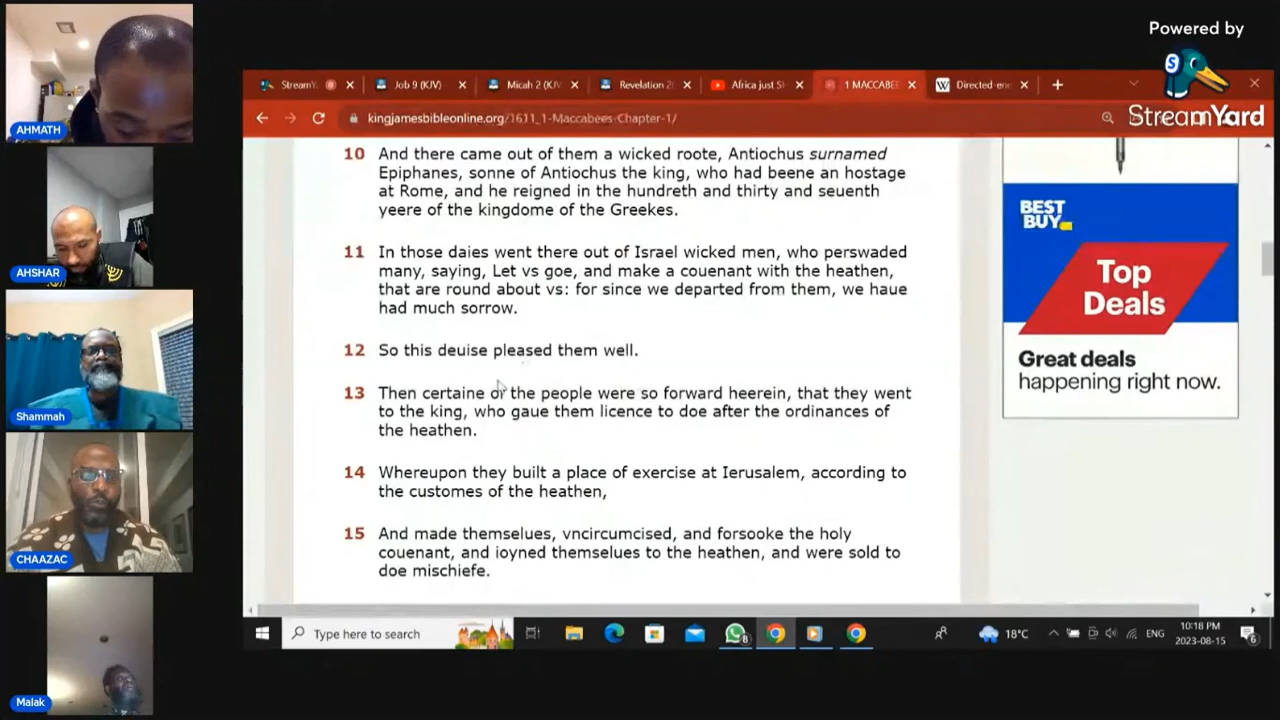 Powered by
StreamYard
AHMATH
AHSHAR
Shammah
CHAAZAC
Malak
StreamY
Job 9 (KJV)
Micah 2 (KJV
Revelation 2
Africa just S
1 MACCABEE
Directed-en
kingjamesbibleonline.org/1611_1-Maccabees-Chapter-1/
10 And there came out of them a wicked roote, Antiochus surnamed
Epiphanes, sonne of Antiochus the king, who had beene an hostage
at Rome, and he reigned in the hundreth and thirty and seuenth
yeere of the kingdome of the Greekes.
11 In those daies went there out of Israel wicked men, who perswaded
many, saying, Let vs goe, and make a couenant with the heathen,
that are round about vs: for since we departed from them, we haue
had much sorrow.
12 So this deuise pleased them well.
13 Then certaine of the people were so forward heerein, that they went
to the king, who gaue them licence to doe after the ordinances of
the heathen.
14 Whereupon they built a place of exercise at Ierusalem, according to
the customes of the heathen,
15 And made themselues, vncircumcised, and forsooke the holy
couenant, and ioyned themselues to the heathen, and were sold to
doe mischiefe.
BEST
BUY
Top
Deals
Great deals
happening right now.
Type here to search
8
18°C
ENG
10:18 PM
2023-08-15
6